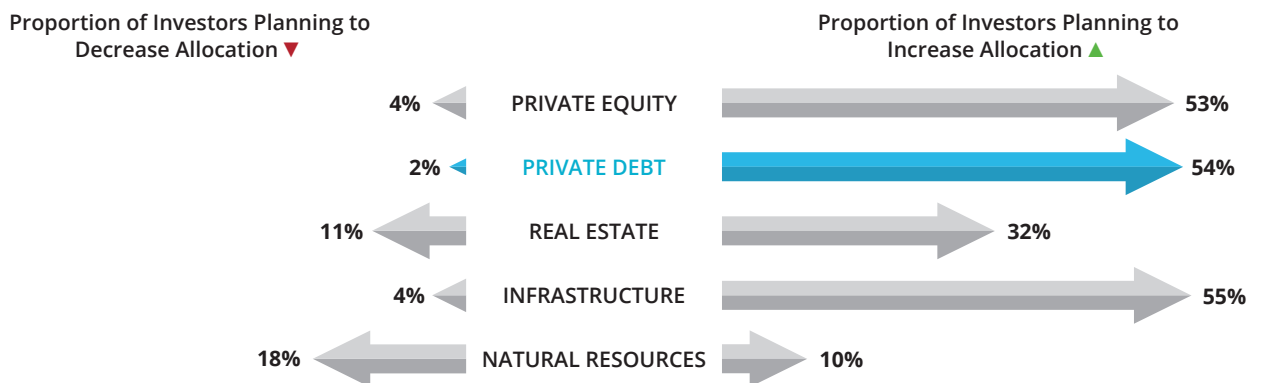 Proportion of Investors Planning to
Decrease Allocation ▼
Proportion of Investors Planning to
Increase Allocation ▲
4% PRIVATE EQUITY 53%
2% PRIVATE DEBT 54%
11% REAL ESTATE 32%
4% INFRASTRUCTURE 55%
18% NATURAL RESOURCES 10%